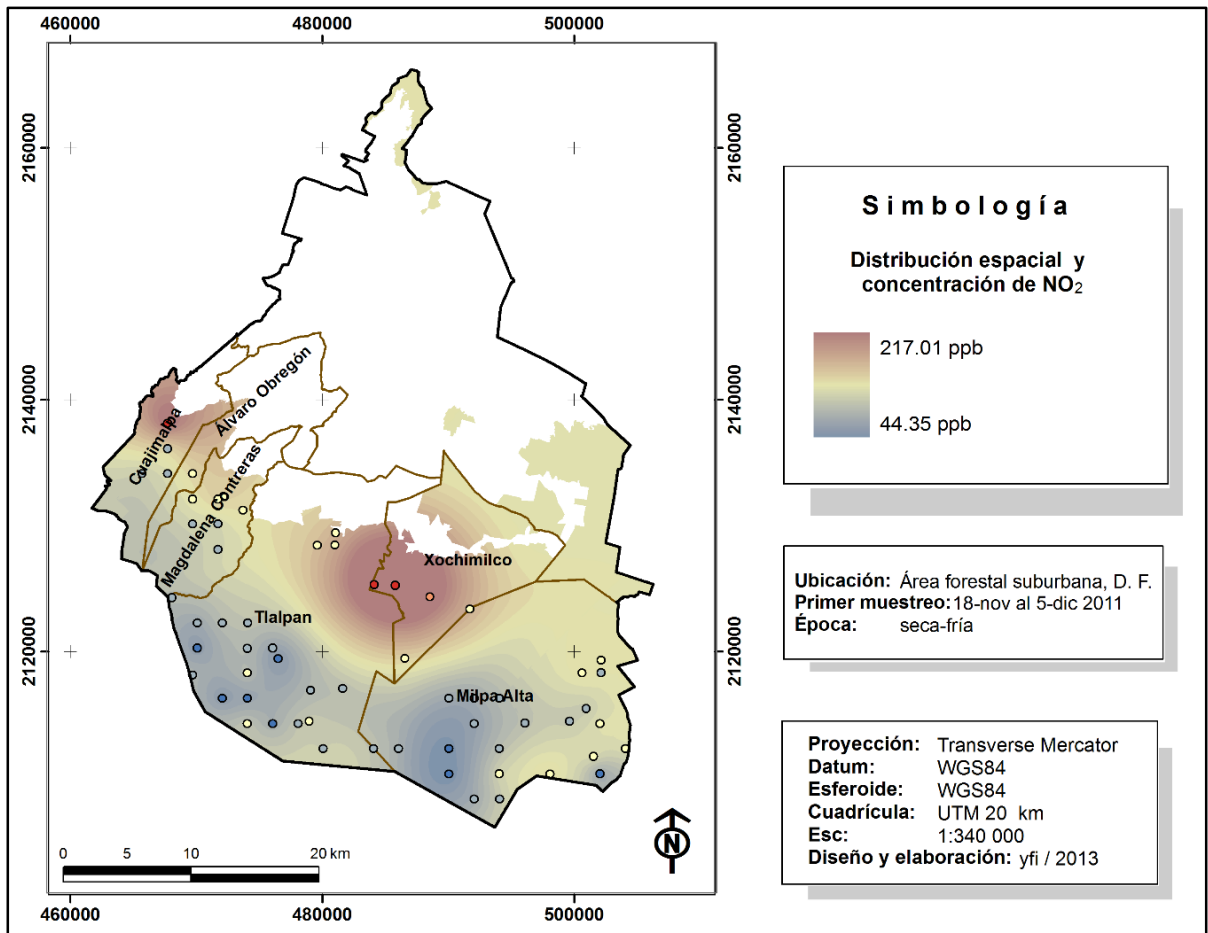 460000
480000
500000
2160000
2160000
2140000
2140000
2120000
2120000
Cuajimalpa
Alvaro Obregón
Magdalena Contreras
Xochimilco
Tlalpan
Milpa Alta
0
5
10
20 km
N
460000
480000
500000
Simbología
Distribución espacial y
concentración de NO₂
217.01 ppb
44.35 ppb
Ubicación: Área forestal suburbana, D. F.
Primer muestreo: 18-nov al 5-dic 2011
Época: seca-fría
Proyección: Transverse Mercator
Datum: WGS84
Esferoide: WGS84
Cuadrícula: UTM 20 km
Esc: 1:340 000
Diseño y elaboración: yfi / 2013